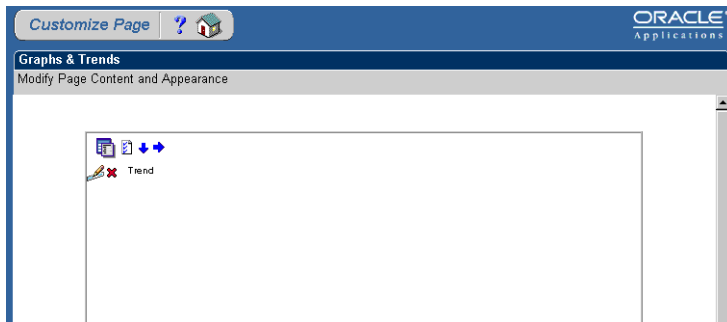 Customize Page
?
ORACLE
Applications
Graphs & Trends
Modify Page Content and Appearance
Trend